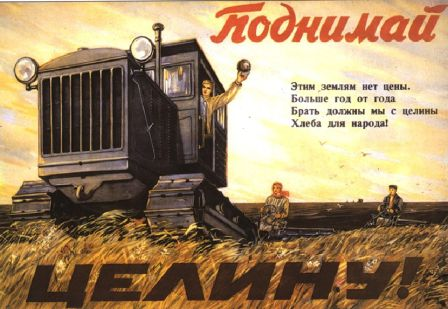 Поднимай
Этим землям нет цены.
Больше год от года
Брать должны мы с целины
Хлеба для народа!
ЦЕЛИНУ!